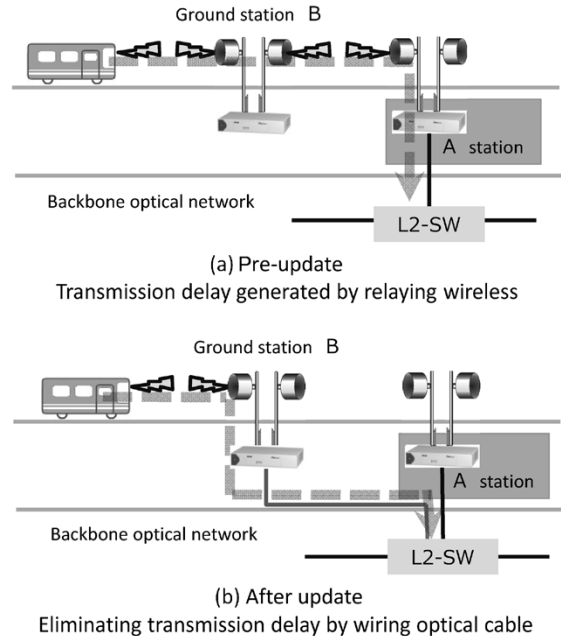 Ground station B
A station
Backbone optical network
L2-SW
(a) Pre-update
Transmission delay generated by relaying wireless
Ground station B
A station
Backbone optical network
L2-SW
(b) After update
Eliminating transmission delay by wiring optical cable